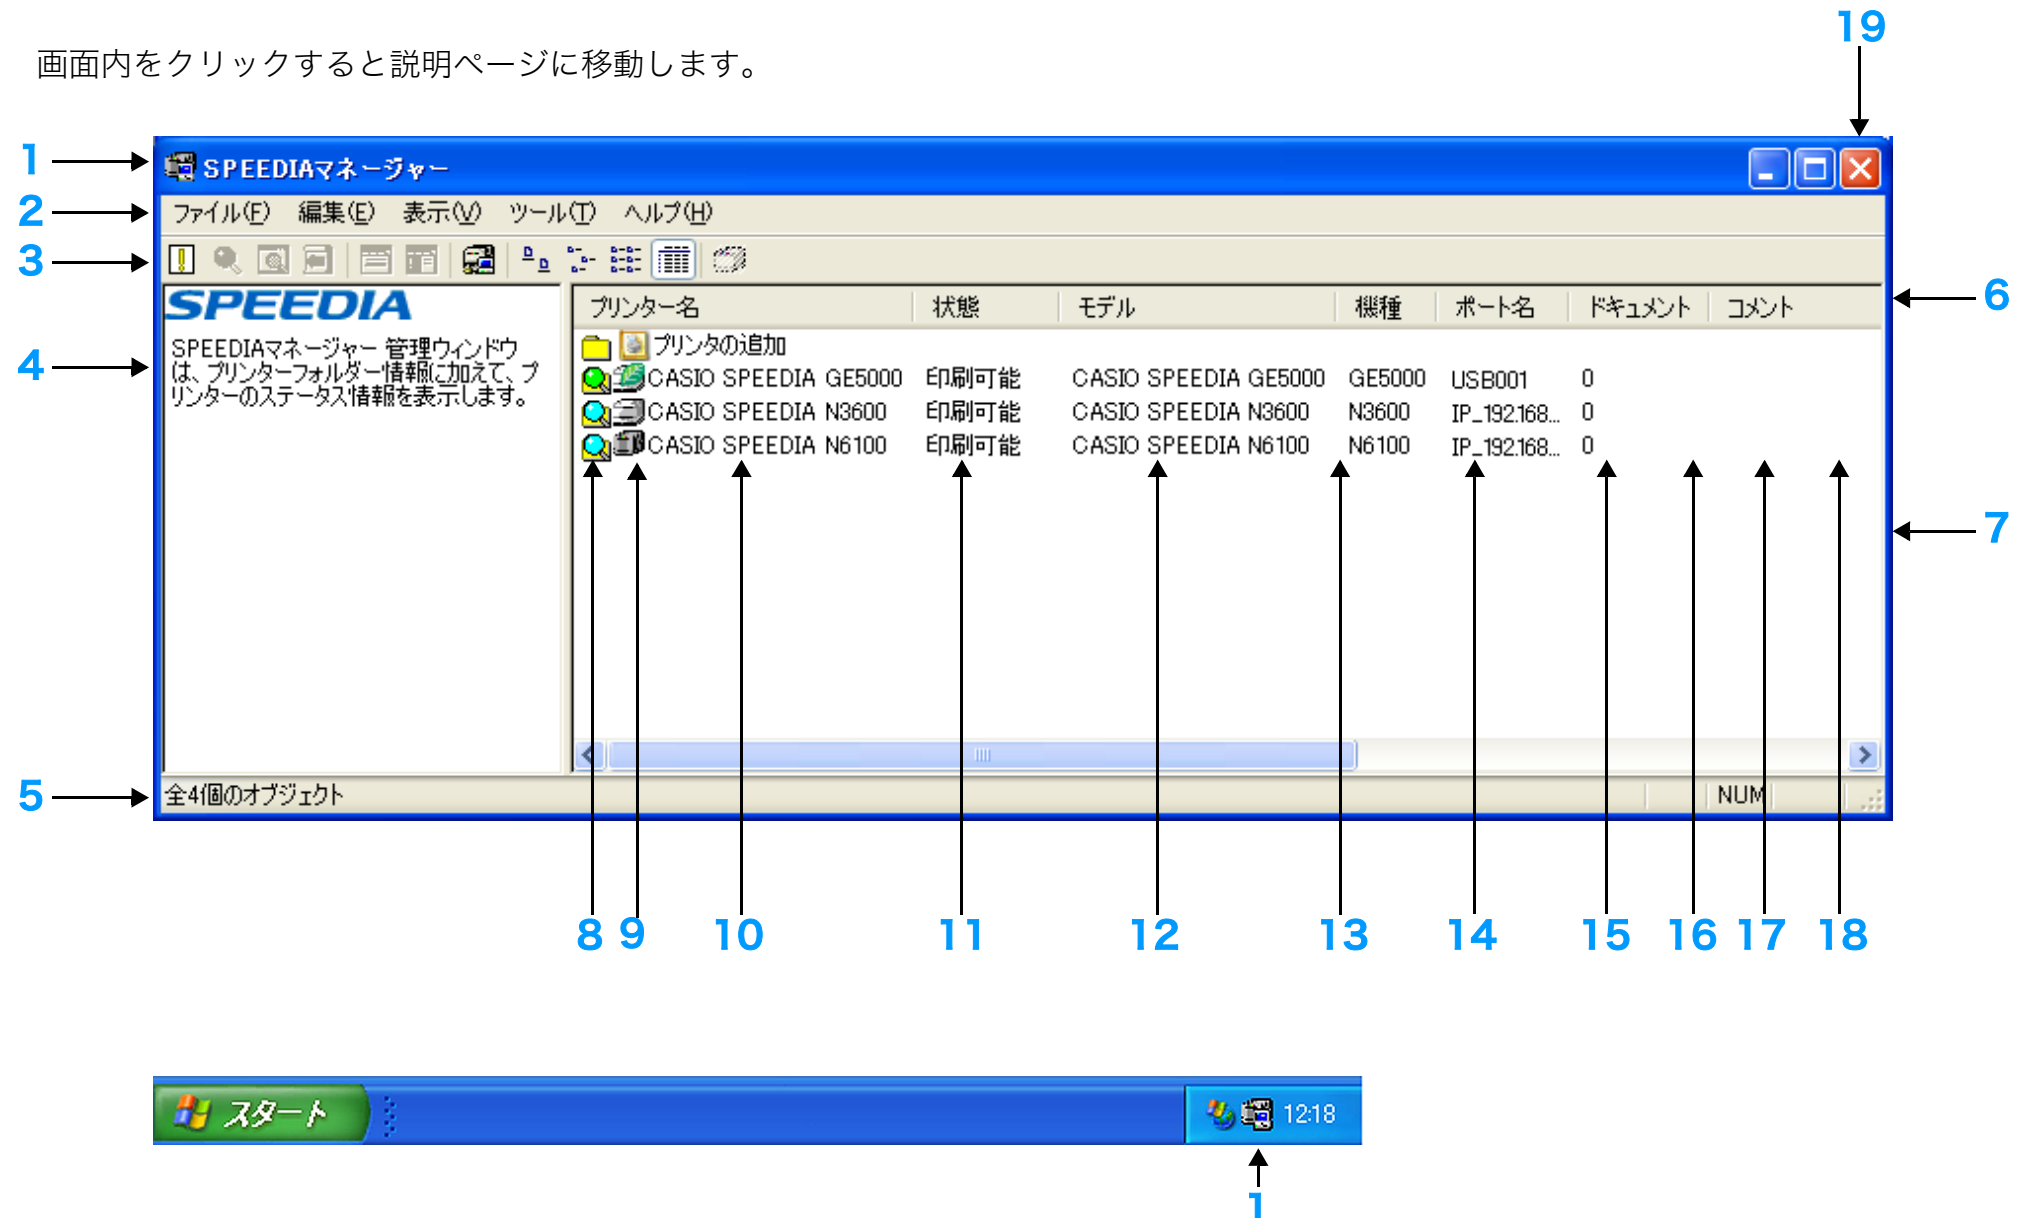 19
画面内をクリックすると説明ページに移動します。
1
SPEEDIAマネージャー
2
ファイル(F) 編集(E) 表示(V) ツール(T) ヘルプ(H)
3
SPEEDIA
プリンター名 状態 モデル 機種 ポート名 ドキュメント コメント
6
4
SPEEDIAマネージャー 管理ウィンドウ
は、プリンターフォルダー情報に加えて、プ
リンターのステータス情報を表示します。
プリンタの追加
CASIO SPEEDIA GE5000 印刷可能 CASIO SPEEDIA GE5000 GE5000 USB001 0
CASIO SPEEDIA N3600 印刷可能 CASIO SPEEDIA N3600 N3600 IP_192.168... 0
CASIO SPEEDIA N6100 印刷可能 CASIO SPEEDIA N6100 N6100 IP_192.168... 0
7
5
全4個のオブジェクト NUM
8 9 10 11 12 13 14 15 16 17 18
スタート 12:18
1